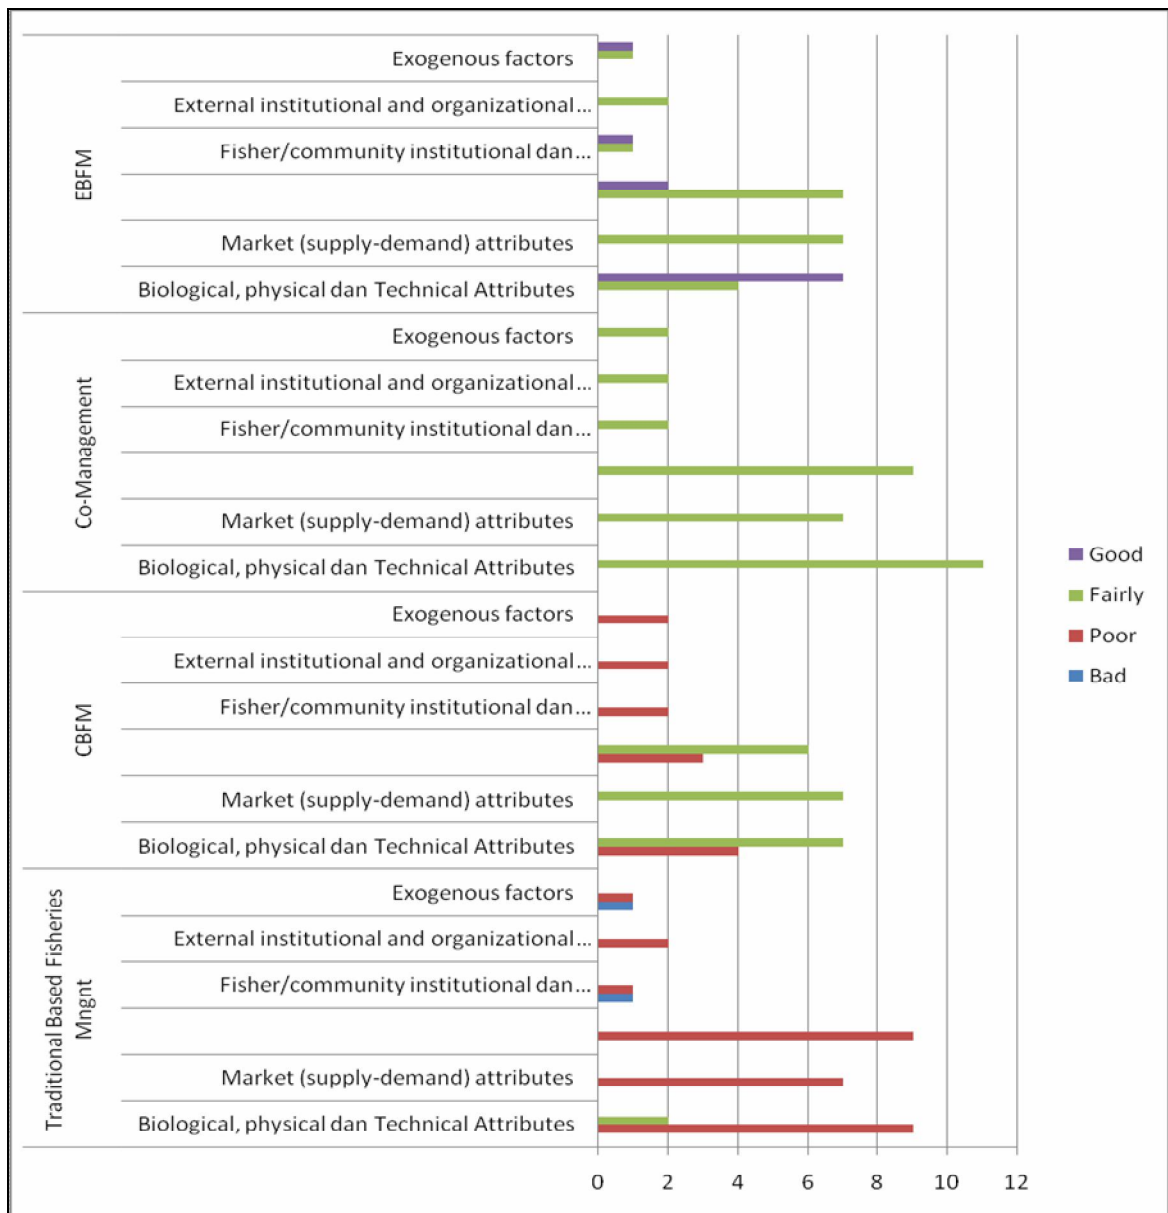 EBFM
Exogenous factors
External institutional and organizational...
Fisher/community institutional dan...
Market (supply-demand) attributes
Biological, physical dan Technical Attributes
Co-Management
Exogenous factors
External institutional and organizational...
Fisher/community institutional dan...
Market (supply-demand) attributes
Biological, physical dan Technical Attributes
CBFM
Exogenous factors
External institutional and organizational...
Fisher/community institutional dan...
Market (supply-demand) attributes
Biological, physical dan Technical Attributes
Traditional Based Fisheries
Mngnt
Exogenous factors
External institutional and organizational...
Fisher/community institutional dan...
Market (supply-demand) attributes
Biological, physical dan Technical Attributes
0 2 4 6 8 10 12
Good
Fairly
Poor
Bad